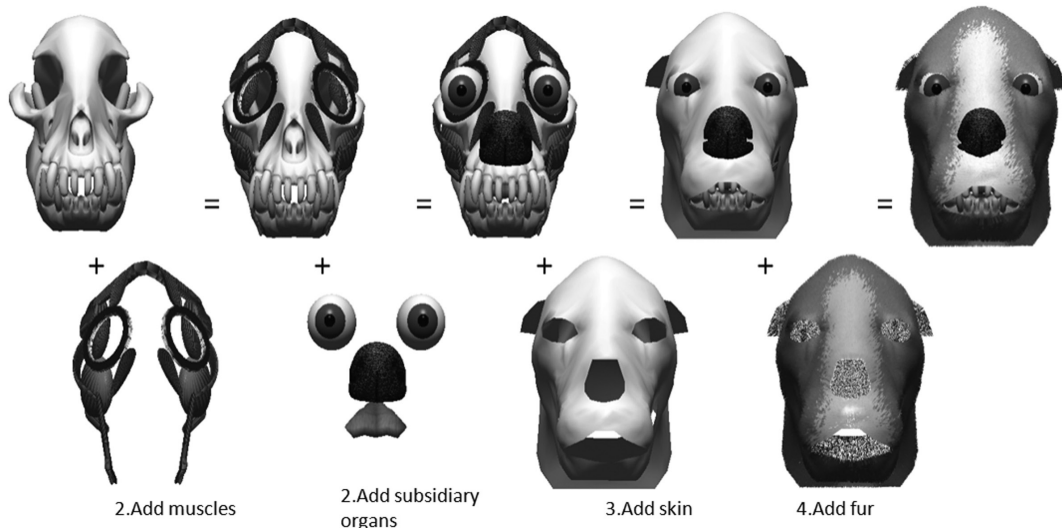 = = = =
+ + + +
2.Add muscles
2.Add subsidiary
organs
3.Add skin
4.Add fur